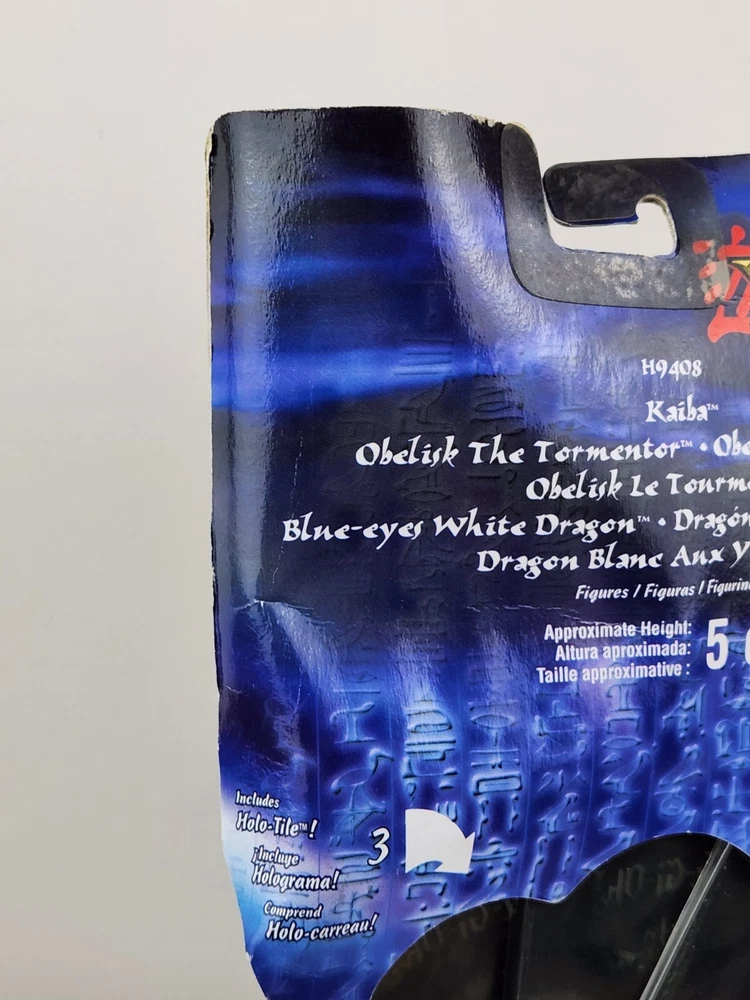 H9408
Kaiba™
Obelisk The Tormentor™ • Obe
Obelisk Le Tourme
Blue-eyes White Dragon™ • Dragón
Dragon Blanc Aux Y
Figures / Figuras / Figurin
Approximate Height:
Altura aproximada:
Taille approximative :
5 c
Includes
Holo-Tile™!
¡Incluye
Holograma!
Comprend
Holo-carreau!
3